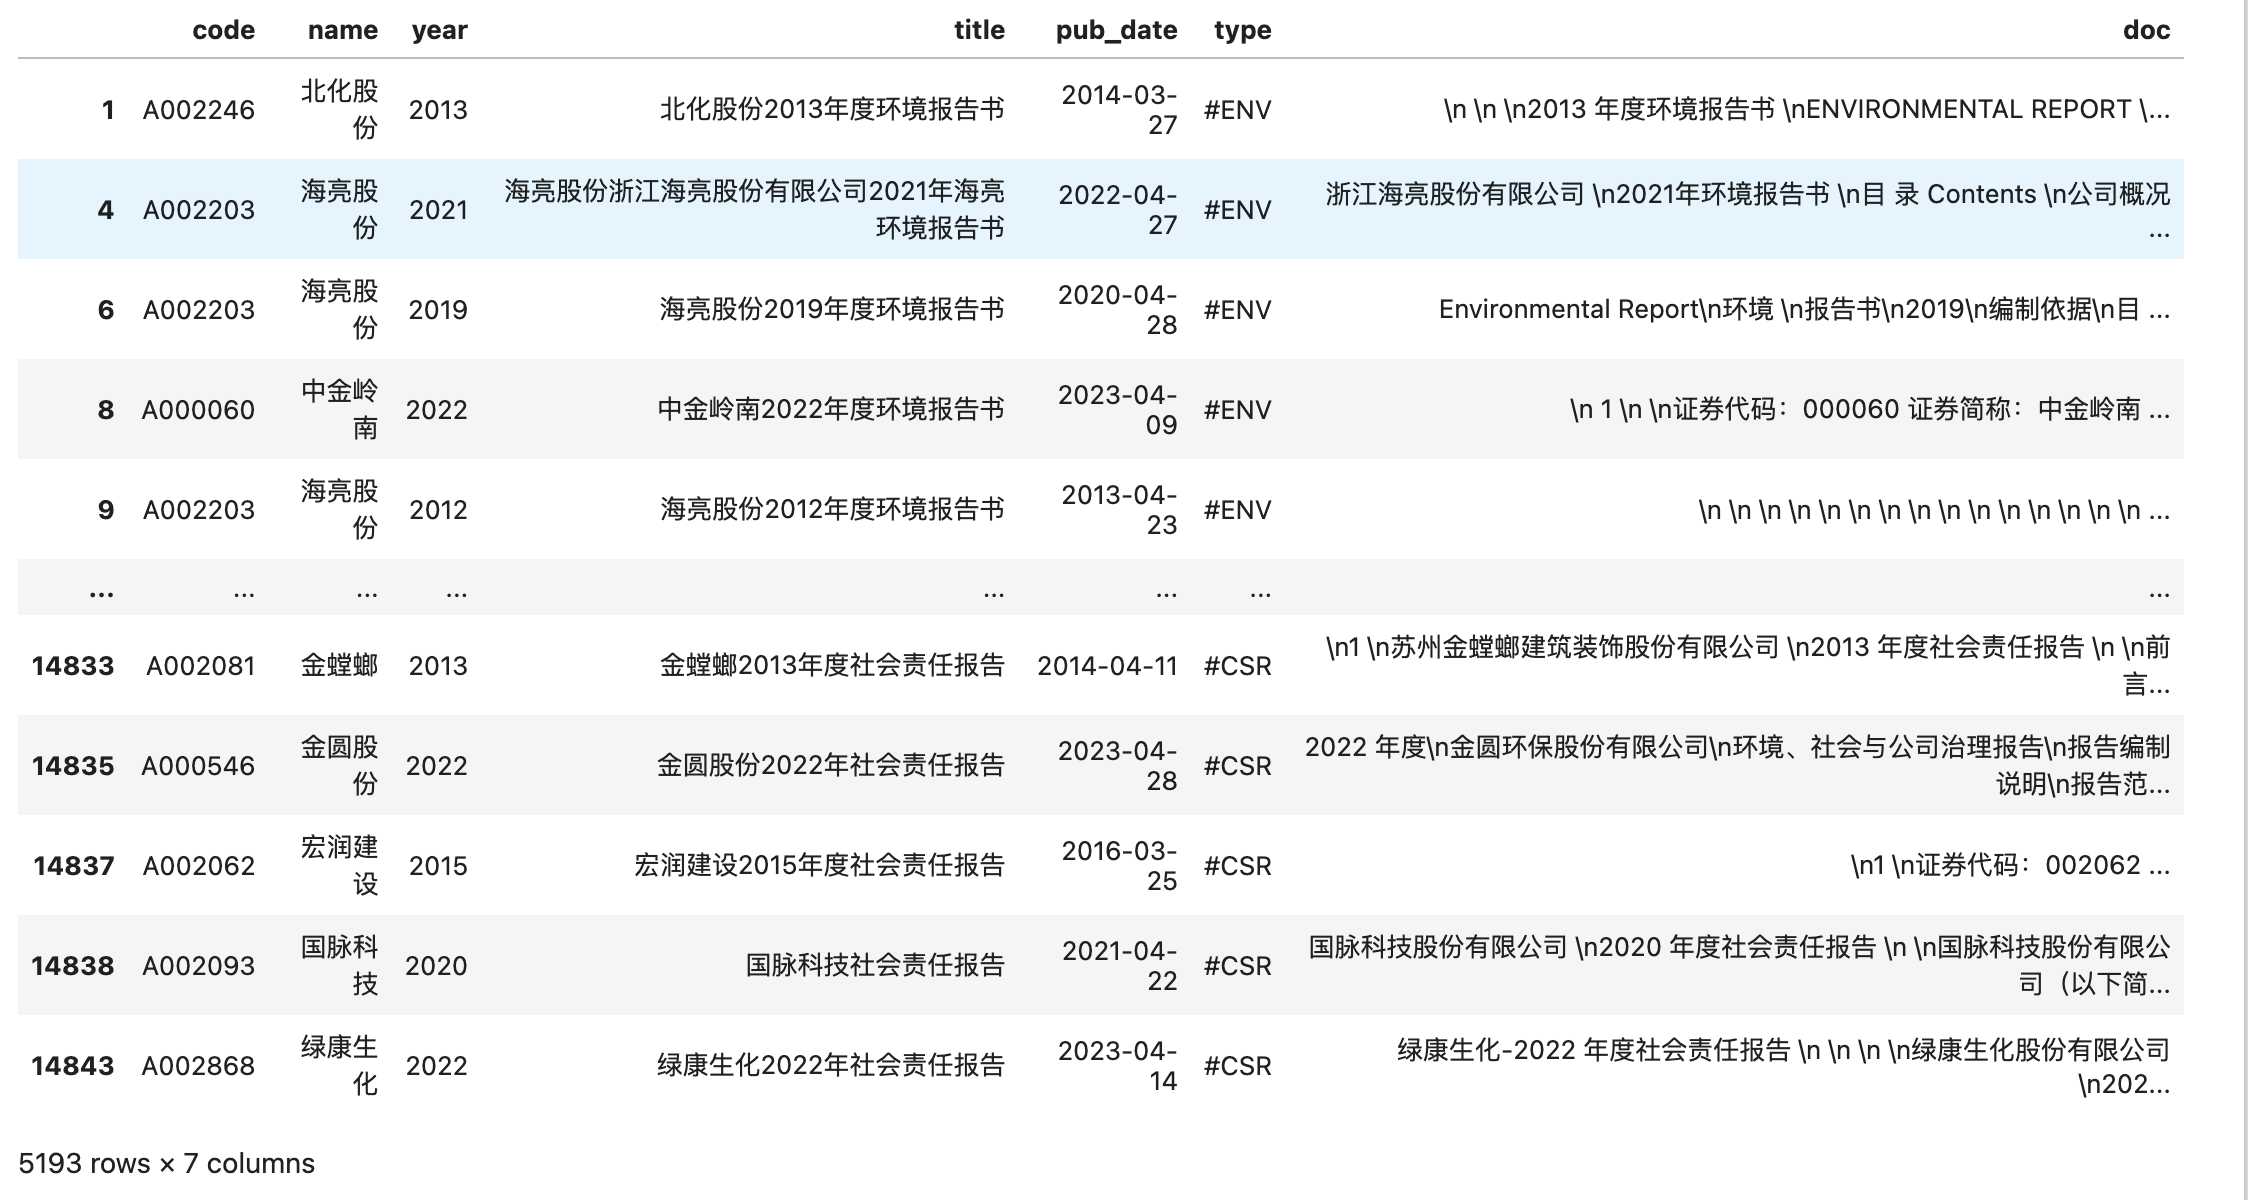 code name year title pub_date type doc
1 A002246 北化股份 2013 北化股份2013年度环境报告书 2014-03-27 #ENV \n \n \n2013 年度环境报告书 \nENVIRONMENTAL REPORT \...
4 A002203 海亮股份 2021 海亮股份浙江海亮股份有限公司2021年海亮环境报告书 2022-04-27 #ENV 浙江海亮股份有限公司 \n2021年环境报告书 \n目 录 Contents \n公司概况 ...
6 A002203 海亮股份 2019 海亮股份2019年度环境报告书 2020-04-28 #ENV Environmental Report\n环境 \n报告书\n2019\n编制依据\n目 ...
8 A000060 中金岭南 2022 中金岭南2022年度环境报告书 2023-04-09 #ENV \n 1 \n \n证券代码：000060 证券简称：中金岭南 ...
9 A002203 海亮股份 2012 海亮股份2012年度环境报告书 2013-04-23 #ENV \n \n \n \n \n \n \n \n \n \n \n \n \n \n \n ...
... ... ... ... ... ... ... ...
14833 A002081 金螳螂 2013 金螳螂2013年度社会责任报告 2014-04-11 #CSR \n1 \n苏州金螳螂建筑装饰股份有限公司 \n2013 年度社会责任报告 \n \n前言...
14835 A000546 金圆股份 2022 金圆股份2022年社会责任报告 2023-04-28 #CSR 2022 年度\n金圆环保股份有限公司\n环境、社会与公司治理报告\n报告编制说明\n报告范...
14837 A002062 宏润建设 2015 宏润建设2015年度社会责任报告 2016-03-25 #CSR \n1 \n证券代码：002062 ...
14838 A002093 国脉科技 2020 国脉科技社会责任报告 2021-04-22 #CSR 国脉科技股份有限公司 \n2020 年度社会责任报告 \n \n国脉科技股份有限公司（以下简...
14843 A002868 绿康生化 2022 绿康生化2022年社会责任报告 2023-04-14 #CSR 绿康生化-2022 年度社会责任报告 \n \n \n \n绿康生化股份有限公司 \n202...
5193 rows × 7 columns